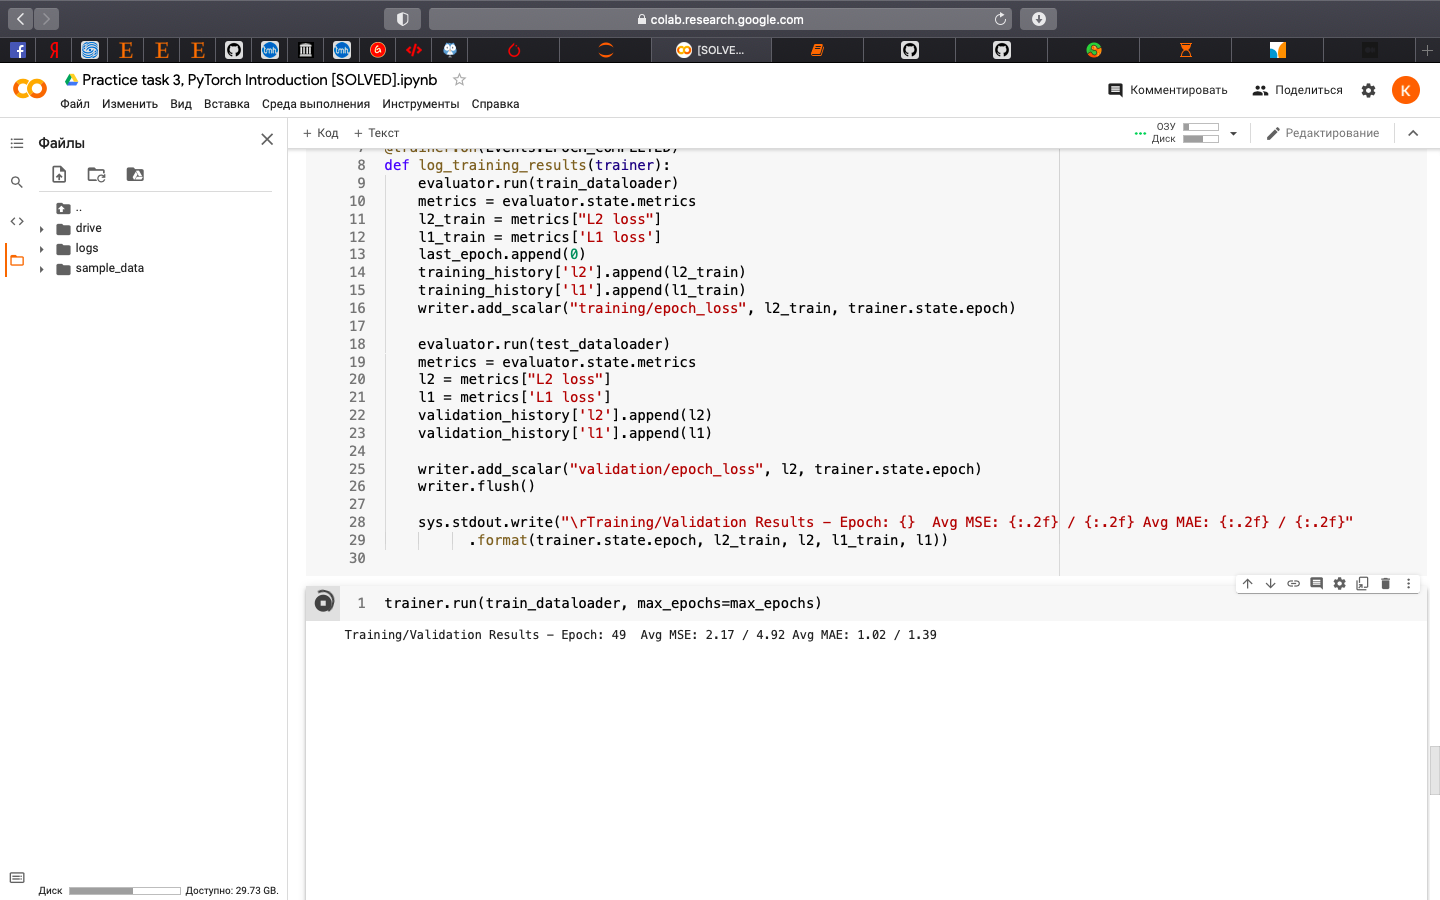 colab.research.google.com
[SOLVE...
Practice task 3, PyTorch Introduction [SOLVED].ipynb
Комментировать
Поделиться
K
Файл Изменить Вид Вставка Среда выполнения Инструменты Справка
Файлы
+ Код + Текст
ОЗУ
Диск
Редактирование
..
drive
logs
sample_data
7 @trainer.on(Events.EPOCH_COMPLETED)
8 def log_training_results(trainer):
9 evaluator.run(train_dataloader)
10 metrics = evaluator.state.metrics
11 l2_train = metrics["L2 loss"]
12 l1_train = metrics['L1 loss']
13 last_epoch.append(0)
14 training_history['l2'].append(l2_train)
15 training_history['l1'].append(l1_train)
16 writer.add_scalar("training/epoch_loss", l2_train, trainer.state.epoch)
17
18 evaluator.run(test_dataloader)
19 metrics = evaluator.state.metrics
20 l2 = metrics["L2 loss"]
21 l1 = metrics['L1 loss']
22 validation_history['l2'].append(l2)
23 validation_history['l1'].append(l1)
24
25 writer.add_scalar("validation/epoch_loss", l2, trainer.state.epoch)
26 writer.flush()
27
28 sys.stdout.write("\rTraining/Validation Results - Epoch: {}  Avg MSE: {:.2f} / {:.2f} Avg MAE: {:.2f} / {:.2f}"
29 .format(trainer.state.epoch, l2_train, l2, l1_train, l1))
30
1 trainer.run(train_dataloader, max_epochs=max_epochs)
Training/Validation Results - Epoch: 49  Avg MSE: 2.17 / 4.92 Avg MAE: 1.02 / 1.39
Диск
Доступно: 29.73 GB.